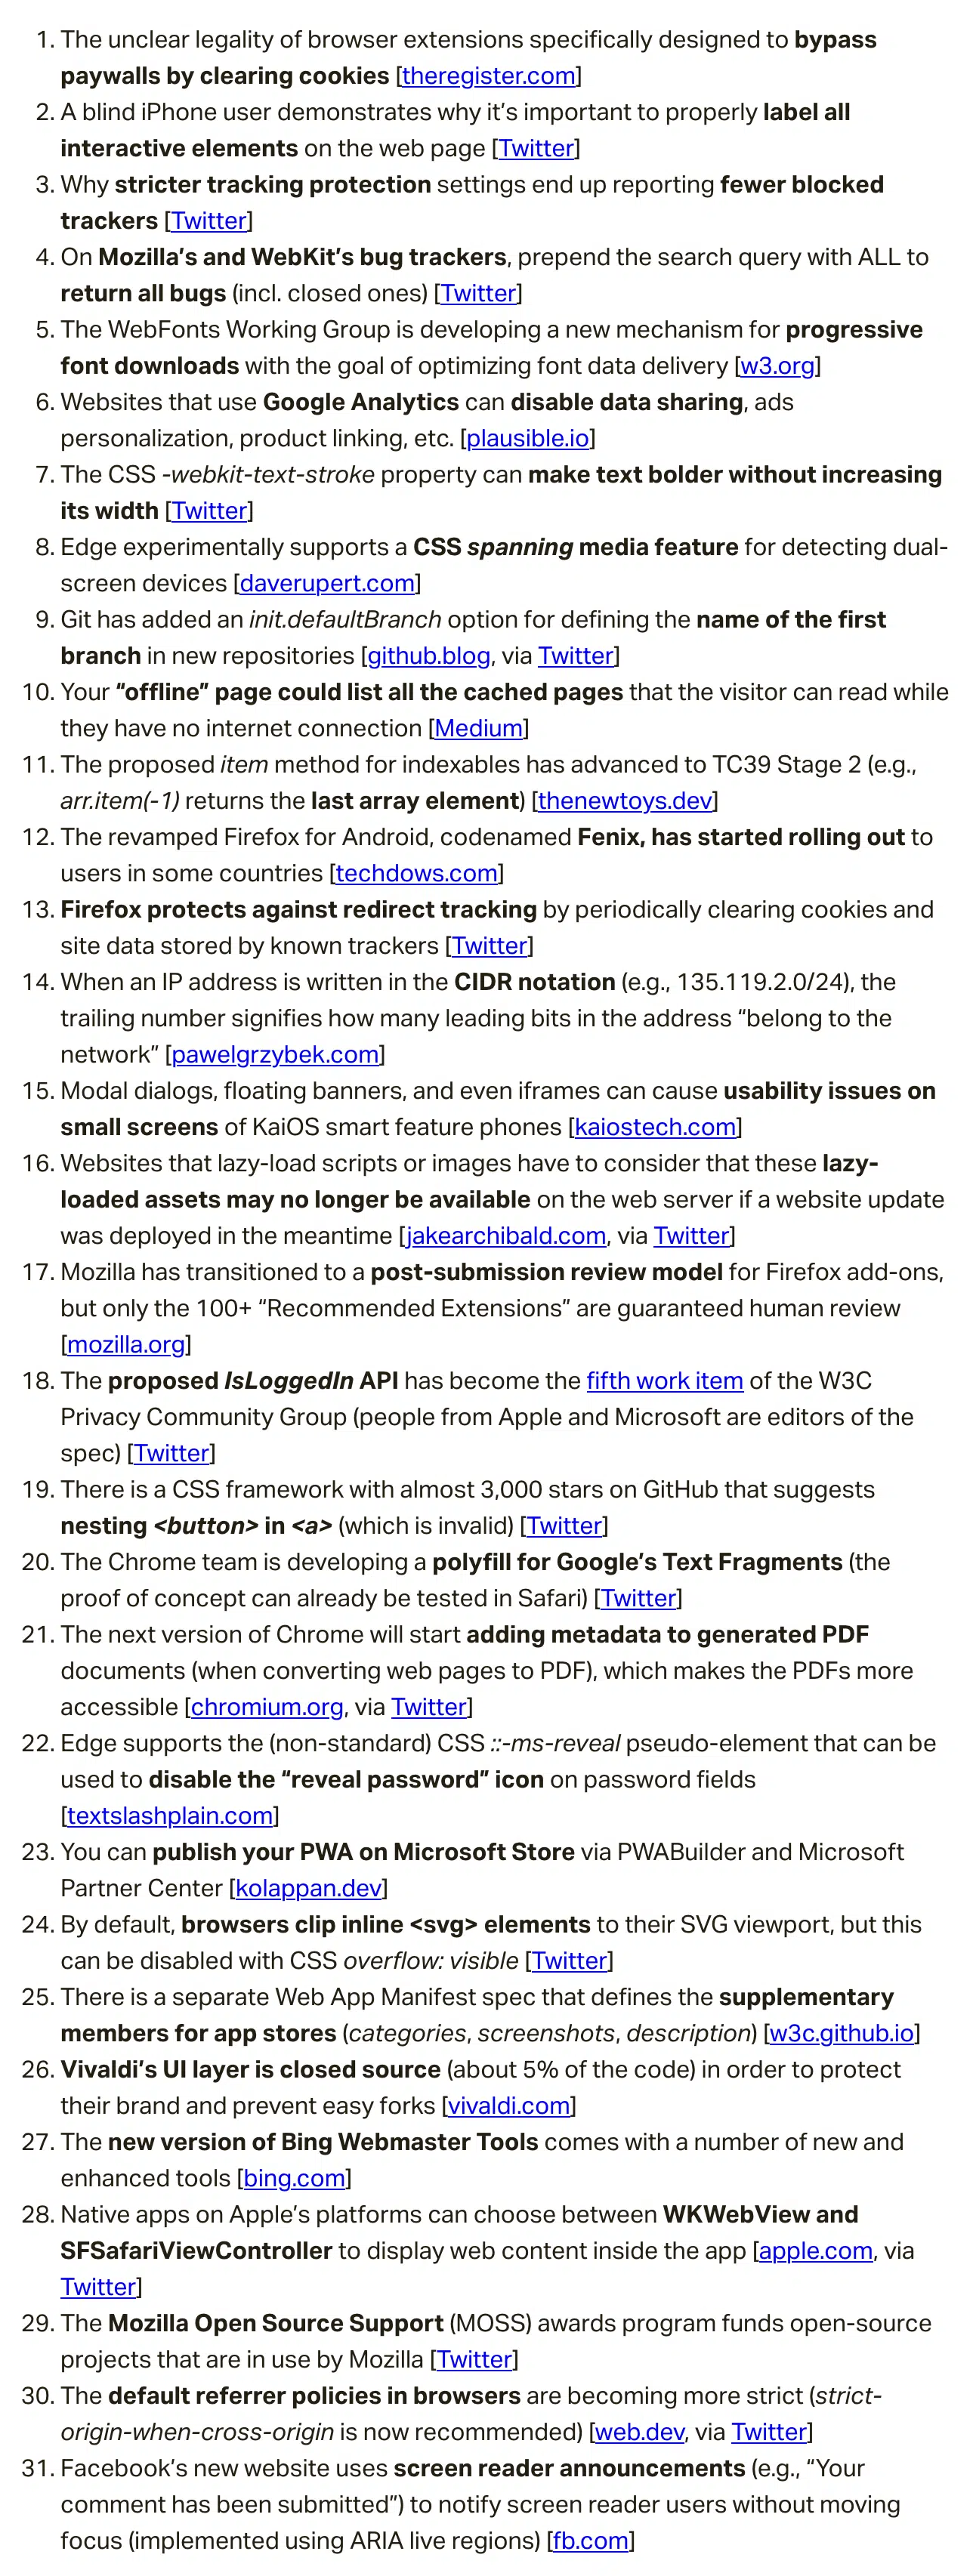 1. The unclear legality of browser extensions specifically designed to bypass
paywalls by clearing cookies [theregister.com]
2. A blind iPhone user demonstrates why it’s important to properly label all
interactive elements on the web page [Twitter]
3. Why stricter tracking protection settings end up reporting fewer blocked
trackers [Twitter]
4. On Mozilla’s and WebKit’s bug trackers, prepend the search query with ALL to
return all bugs (incl. closed ones) [Twitter]
5. The WebFonts Working Group is developing a new mechanism for progressive
font downloads with the goal of optimizing font data delivery [w3.org]
6. Websites that use Google Analytics can disable data sharing, ads
personalization, product linking, etc. [plausible.io]
7. The CSS -webkit-text-stroke property can make text bolder without increasing
its width [Twitter]
8. Edge experimentally supports a CSS spanning media feature for detecting dual-
screen devices [daverupert.com]
9. Git has added an init.defaultBranch option for defining the name of the first
branch in new repositories [github.blog, via Twitter]
10. Your “offline” page could list all the cached pages that the visitor can read while
they have no internet connection [Medium]
11. The proposed item method for indexables has advanced to TC39 Stage 2 (e.g.,
arr.item(-1) returns the last array element) [thenewtoys.dev]
12. The revamped Firefox for Android, codenamed Fenix, has started rolling out to
users in some countries [techdows.com]
13. Firefox protects against redirect tracking by periodically clearing cookies and
site data stored by known trackers [Twitter]
14. When an IP address is written in the CIDR notation (e.g., 135.119.2.0/24), the
trailing number signifies how many leading bits in the address “belong to the
network” [pawelgrzybek.com]
15. Modal dialogs, floating banners, and even iframes can cause usability issues on
small screens of KaiOS smart feature phones [kaiostech.com]
16. Websites that lazy-load scripts or images have to consider that these lazy-
loaded assets may no longer be available on the web server if a website update
was deployed in the meantime [jakearchibald.com, via Twitter]
17. Mozilla has transitioned to a post-submission review model for Firefox add-ons,
but only the 100+ “Recommended Extensions” are guaranteed human review
[mozilla.org]
18. The proposed IsLoggedIn API has become the fifth work item of the W3C
Privacy Community Group (people from Apple and Microsoft are editors of the
spec) [Twitter]
19. There is a CSS framework with almost 3,000 stars on GitHub that suggests
nesting <button> in <a> (which is invalid) [Twitter]
20. The Chrome team is developing a polyfill for Google’s Text Fragments (the
proof of concept can already be tested in Safari) [Twitter]
21. The next version of Chrome will start adding metadata to generated PDF
documents (when converting web pages to PDF), which makes the PDFs more
accessible [chromium.org, via Twitter]
22. Edge supports the (non-standard) CSS ::-ms-reveal pseudo-element that can be
used to disable the “reveal password” icon on password fields
[textslashplain.com]
23. You can publish your PWA on Microsoft Store via PWABuilder and Microsoft
Partner Center [kolappan.dev]
24. By default, browsers clip inline <svg> elements to their SVG viewport, but this
can be disabled with CSS overflow: visible [Twitter]
25. There is a separate Web App Manifest spec that defines the supplementary
members for app stores (categories, screenshots, description) [w3c.github.io]
26. Vivaldi’s UI layer is closed source (about 5% of the code) in order to protect
their brand and prevent easy forks [vivaldi.com]
27. The new version of Bing Webmaster Tools comes with a number of new and
enhanced tools [bing.com]
28. Native apps on Apple’s platforms can choose between WKWebView and
SFSafariViewController to display web content inside the app [apple.com, via
Twitter]
29. The Mozilla Open Source Support (MOSS) awards program funds open-source
projects that are in use by Mozilla [Twitter]
30. The default referrer policies in browsers are becoming more strict (strict-
origin-when-cross-origin is now recommended) [web.dev, via Twitter]
31. Facebook’s new website uses screen reader announcements (e.g., “Your
comment has been submitted”) to notify screen reader users without moving
focus (implemented using ARIA live regions) [fb.com]